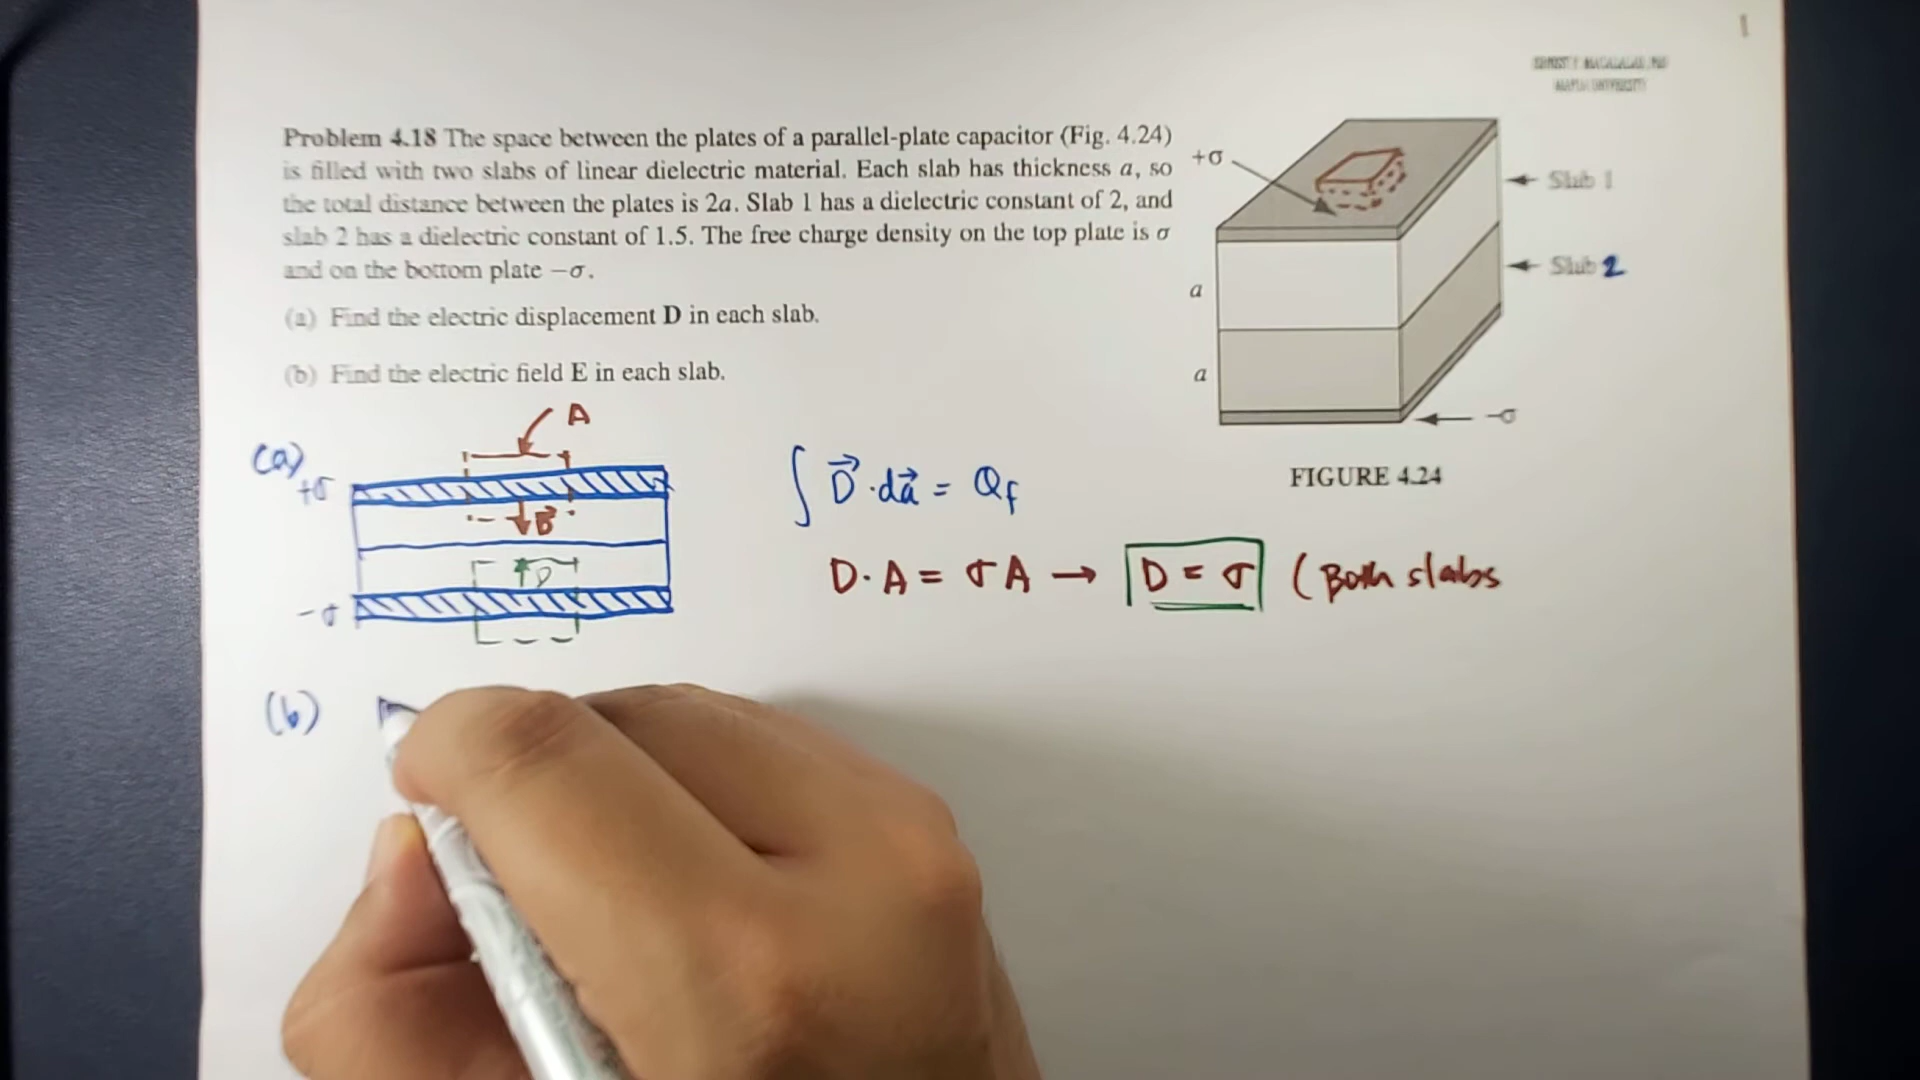 1
Problem 4.18 The space between the plates of a parallel-plate capacitor (Fig. 4.24)
is filled with two slabs of linear dielectric material. Each slab has thickness a, so
the total distance between the plates is 2a. Slab 1 has a dielectric constant of 2, and
slab 2 has a dielectric constant of 1.5. The free charge density on the top plate is σ
and on the bottom plate −σ.
(a) Find the electric displacement D in each slab.
(b) Find the electric field E in each slab.
+σ
Slab 1
Slab 2
a
a
−σ
FIGURE 4.24
(a)
A
+σ
D
−σ
∫ D⃗ · da⃗ = Q_f
D · A = σ A → D = σ (Both slabs
(b)